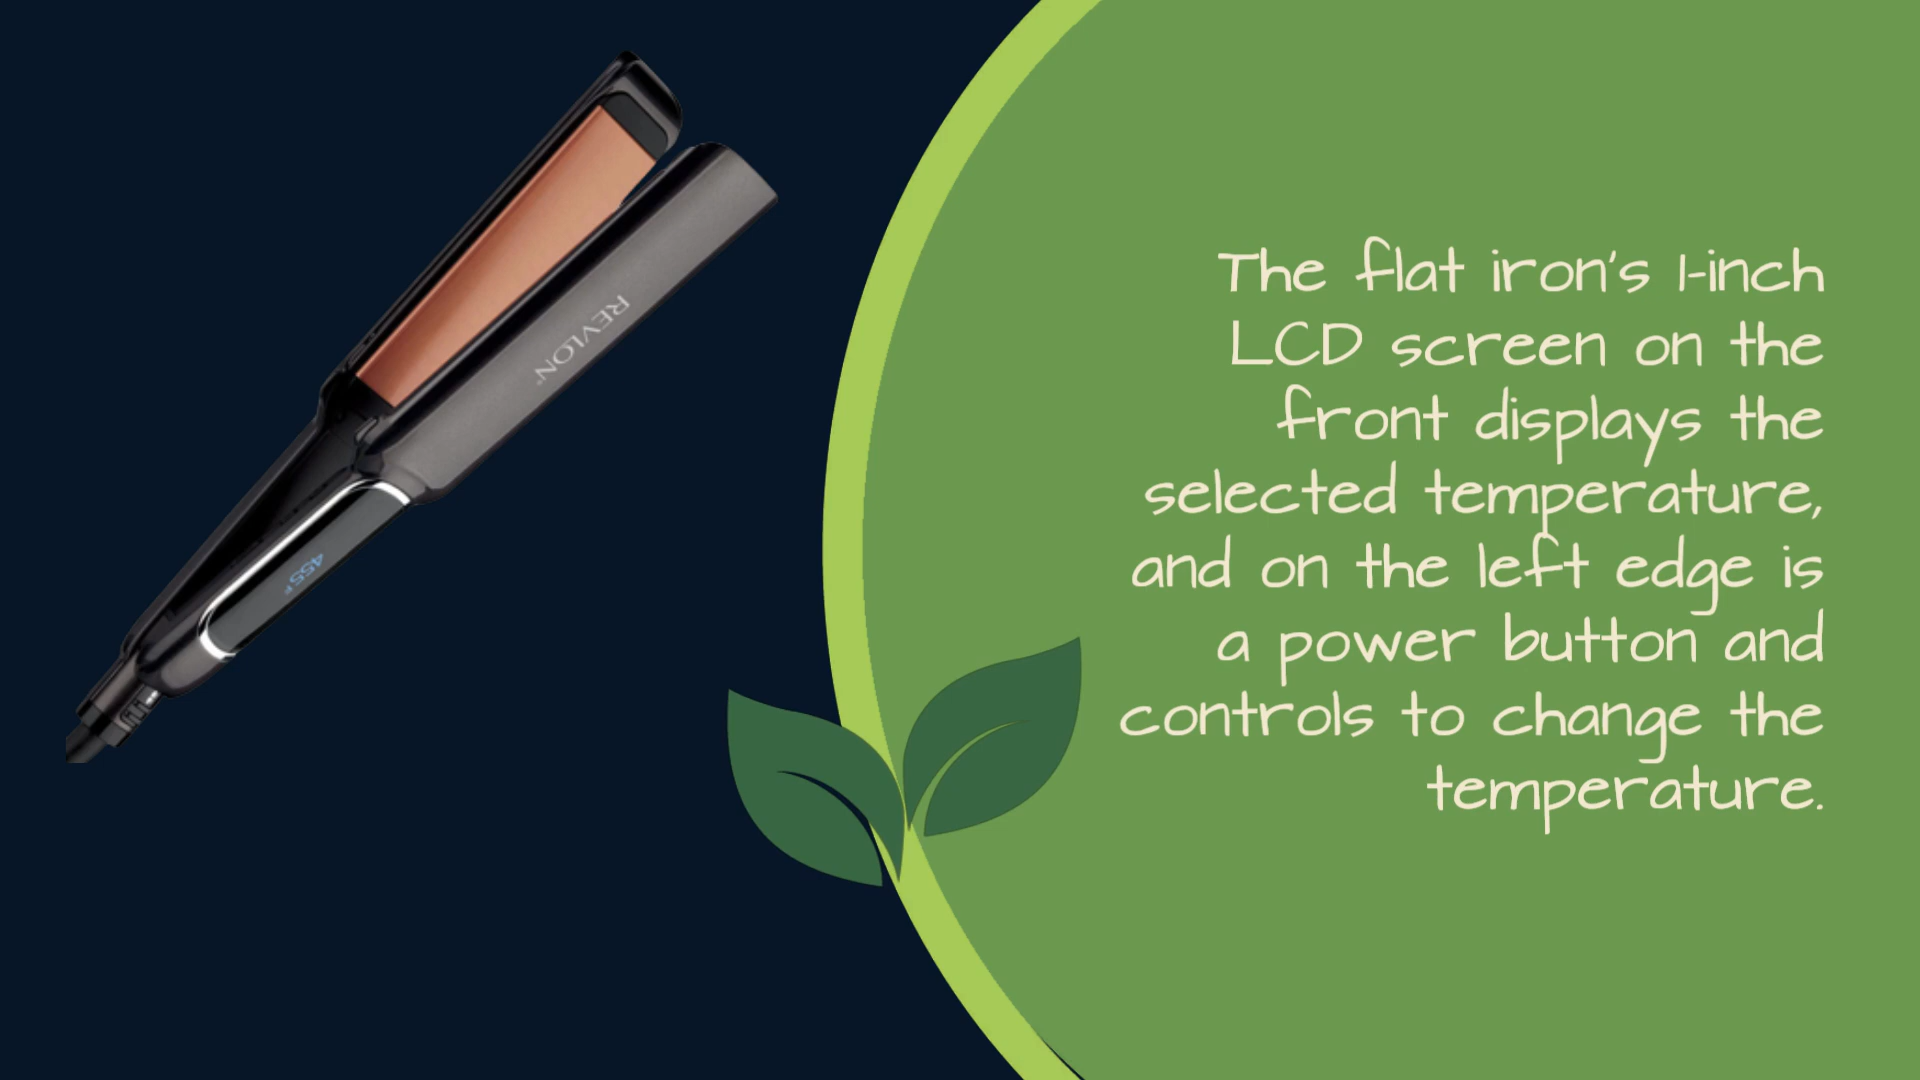 REVLON
455F
The flat iron's 1-inch
LCD screen on the
front displays the
selected temperature,
and on the left edge is
a power button and
controls to change the
temperature.